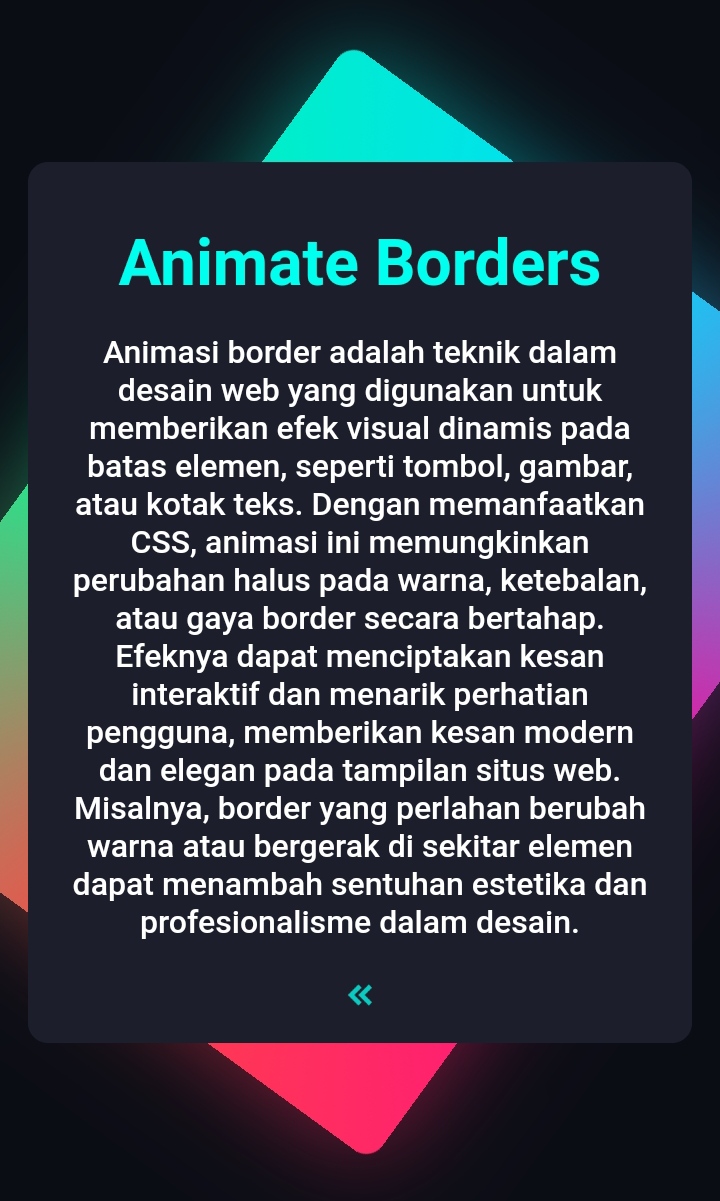 Animate Borders
Animasi border adalah teknik dalam
desain web yang digunakan untuk
memberikan efek visual dinamis pada
batas elemen, seperti tombol, gambar,
atau kotak teks. Dengan memanfaatkan
CSS, animasi ini memungkinkan
perubahan halus pada warna, ketebalan,
atau gaya border secara bertahap.
Efeknya dapat menciptakan kesan
interaktif dan menarik perhatian
pengguna, memberikan kesan modern
dan elegan pada tampilan situs web.
Misalnya, border yang perlahan berubah
warna atau bergerak di sekitar elemen
dapat menambah sentuhan estetika dan
profesionalisme dalam desain.